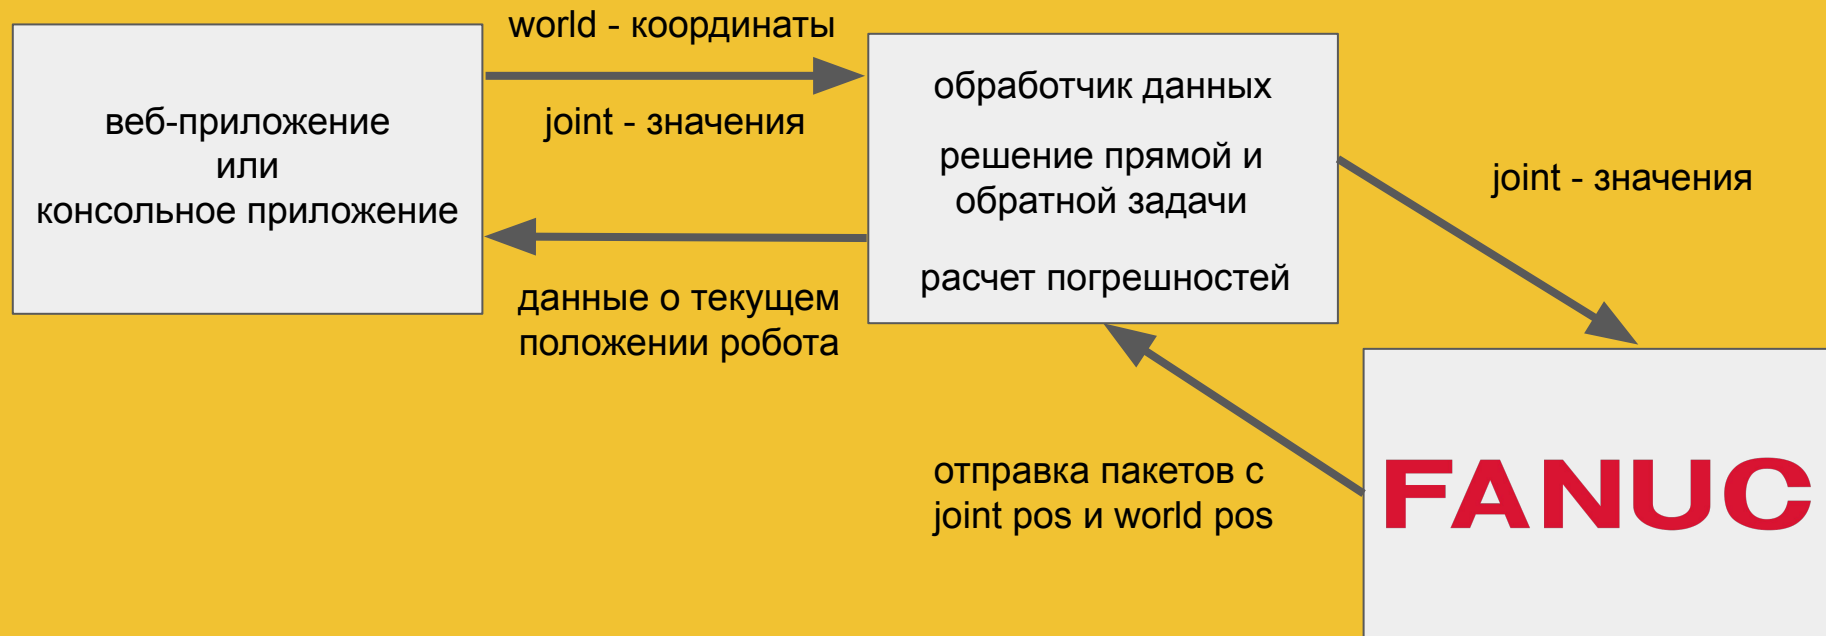 world - координаты
joint - значения
веб-приложение
или
консольное приложение
данные о текущем
положении робота
обработчик данных
решение прямой и
обратной задачи
расчет погрешностей
joint - значения
отправка пакетов с
joint pos и world pos
FANUC